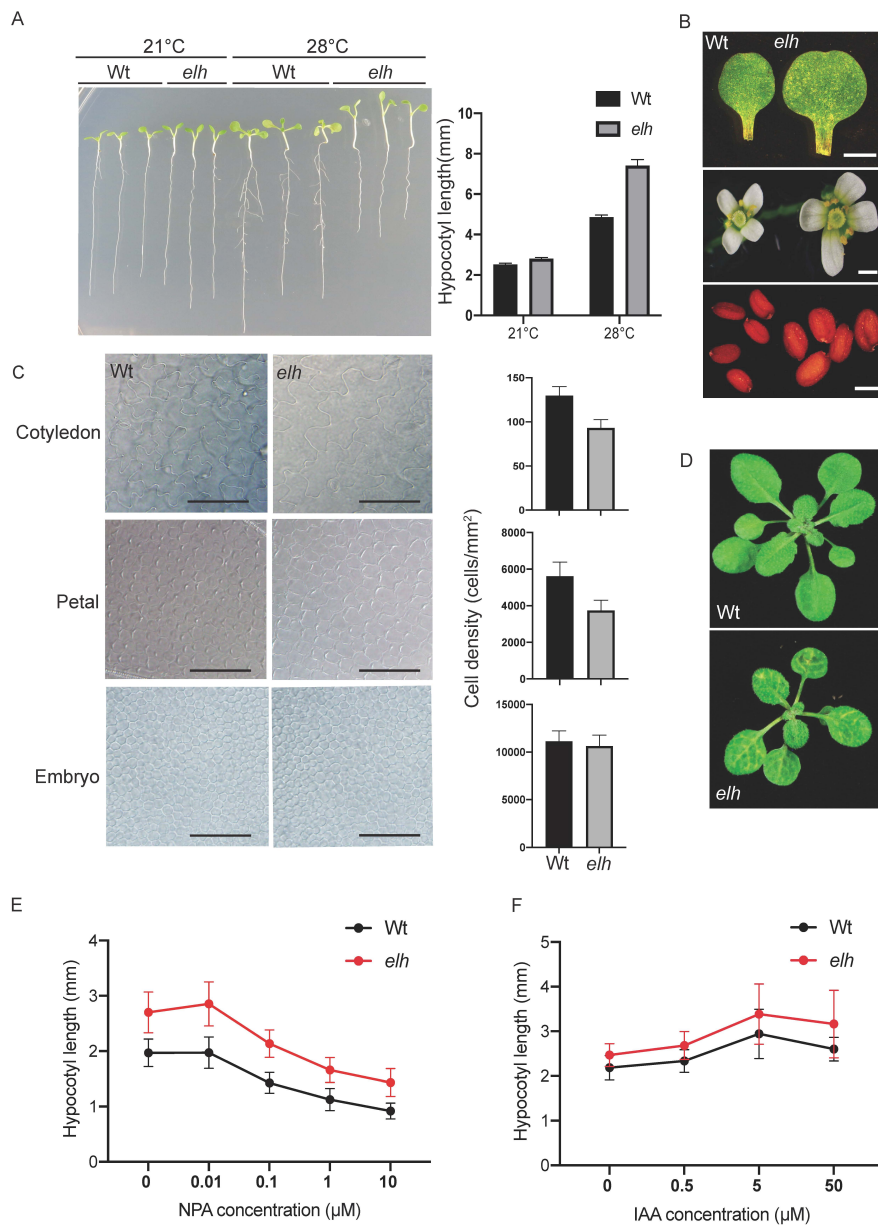 A
21°C
28°C
Wt
elh
Wt
elh
Hypocotyl length(mm)
10
8
6
4
2
0
Wt
elh
21°C
28°C
B
Wt
elh
C
Wt
elh
Cotyledon
Petal
Embryo
Cell density (cells/mm²)
150
100
50
0
8000
6000
4000
2000
0
15000
10000
5000
0
Wt
elh
D
Wt
elh
E
Wt
elh
Hypocotyl length (mm)
4
3
2
1
0
0
0.01
0.1
1
10
NPA concentration (µM)
F
Wt
elh
Hypocotyl length (mm)
5
4
3
2
1
0
0
0.5
5
50
IAA concentration (µM)